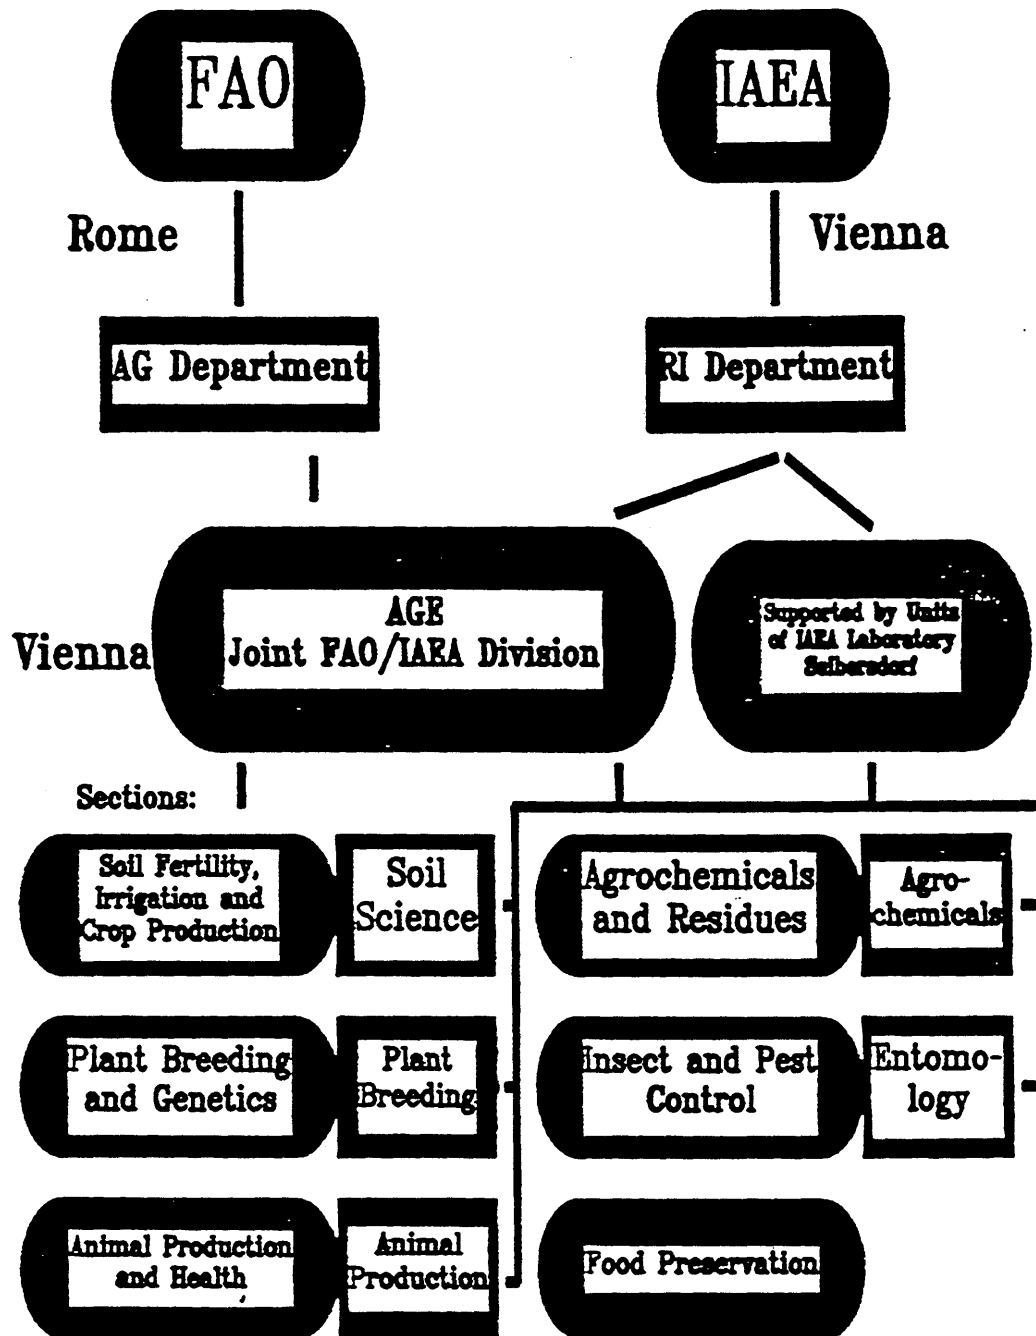 FAO
IAEA
Rome
Vienna
AG Department
RI Department
Vienna
AGE
Joint FAO/IAEA Division
Supported by Units
of IAEA Laboratory
Seibersdorf
Sections:
Soil Fertility,
Irrigation and
Crop Production
Soil
Science
Agrochemicals
and Residues
Agro-
chemicals
Plant Breeding
and Genetics
Plant
Breeding
Insect and Pest
Control
Entomo-
logy
Animal Production
and Health
Animal
Production
Food Preservation